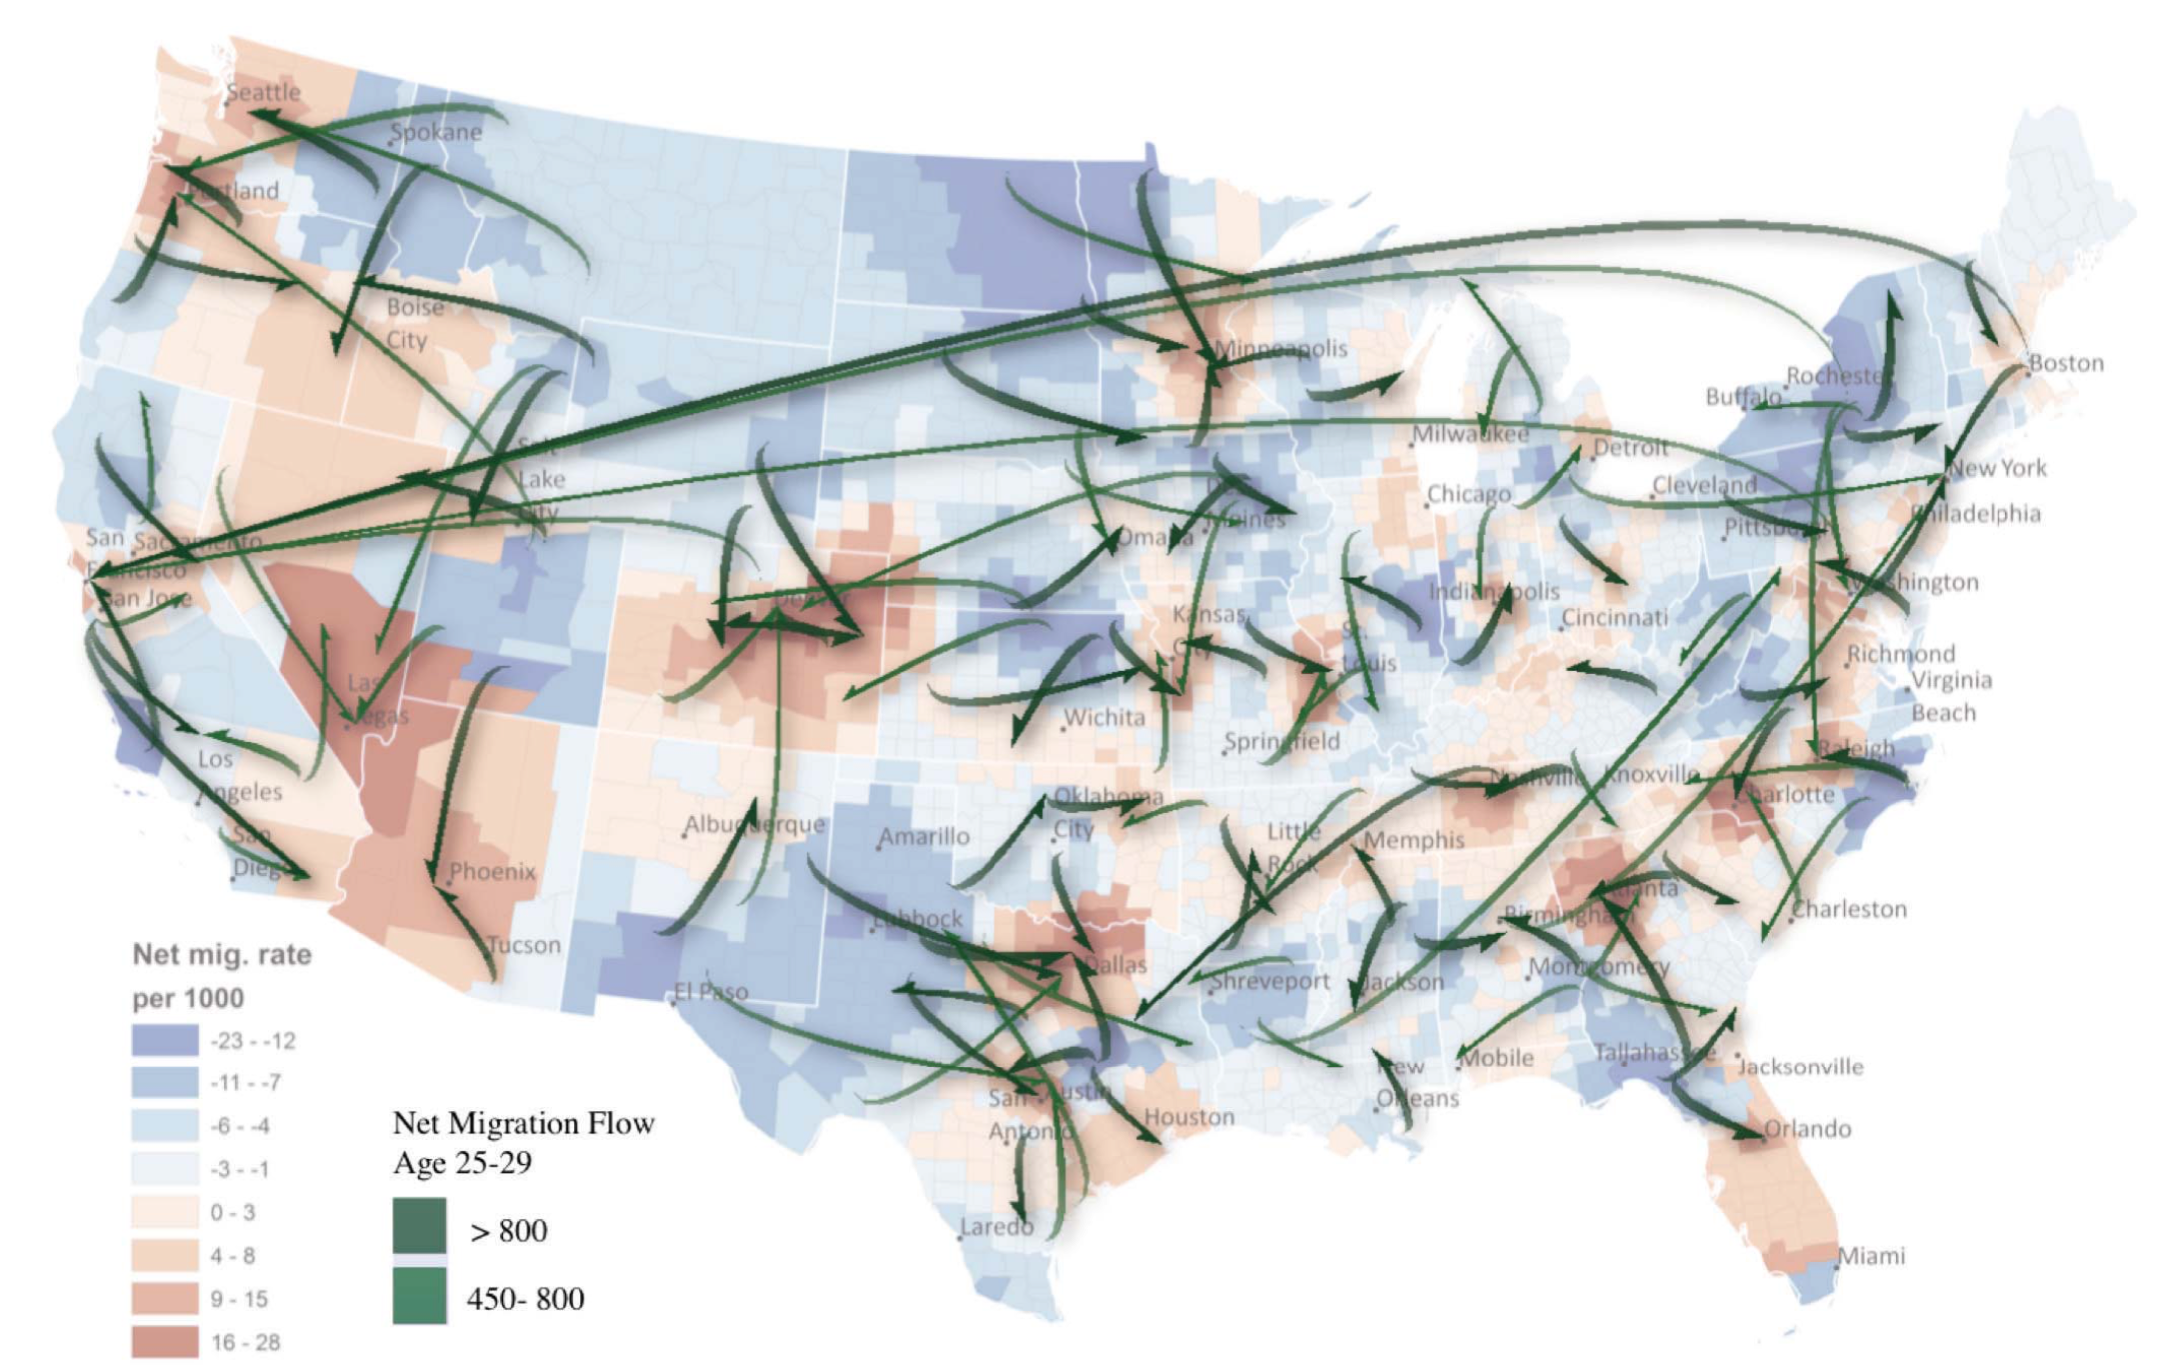 Seattle
Spokane
Portland
Boise
City
Minneapolis
Boston
Rochester
Buffalo
Milwaukee
Detroit
Salt
Lake
City
New York
Cleveland
Chicago
Philadelphia
Pittsburgh
San
Sacramento
Francisco
San Jose
Des
Moines
Omaha
Washington
Denver
Indianapolis
Kansas
City
Cincinnati
St.
Louis
Richmond
Virginia
Beach
Las
Vegas
Wichita
Springfield
Los
Angeles
Raleigh
Nashville
Knoxville
Charlotte
Oklahoma
City
Albuquerque
Amarillo
Little
Rock
Memphis
San
Diego
Phoenix
Atlanta
Birmingham
Charleston
Lubbock
Tucson
Dallas
Montgomery
El Paso
Shreveport
Jackson
Tallahassee
Jacksonville
New
Orleans
Mobile
Austin
San
Antonio
Houston
Orlando
Laredo
Miami
Net mig. rate
per 1000
-23 - -12
-11 - -7
-6 - -4
-3 - -1
0 - 3
4 - 8
9 - 15
16 - 28
Net Migration Flow
Age 25-29
> 800
450- 800